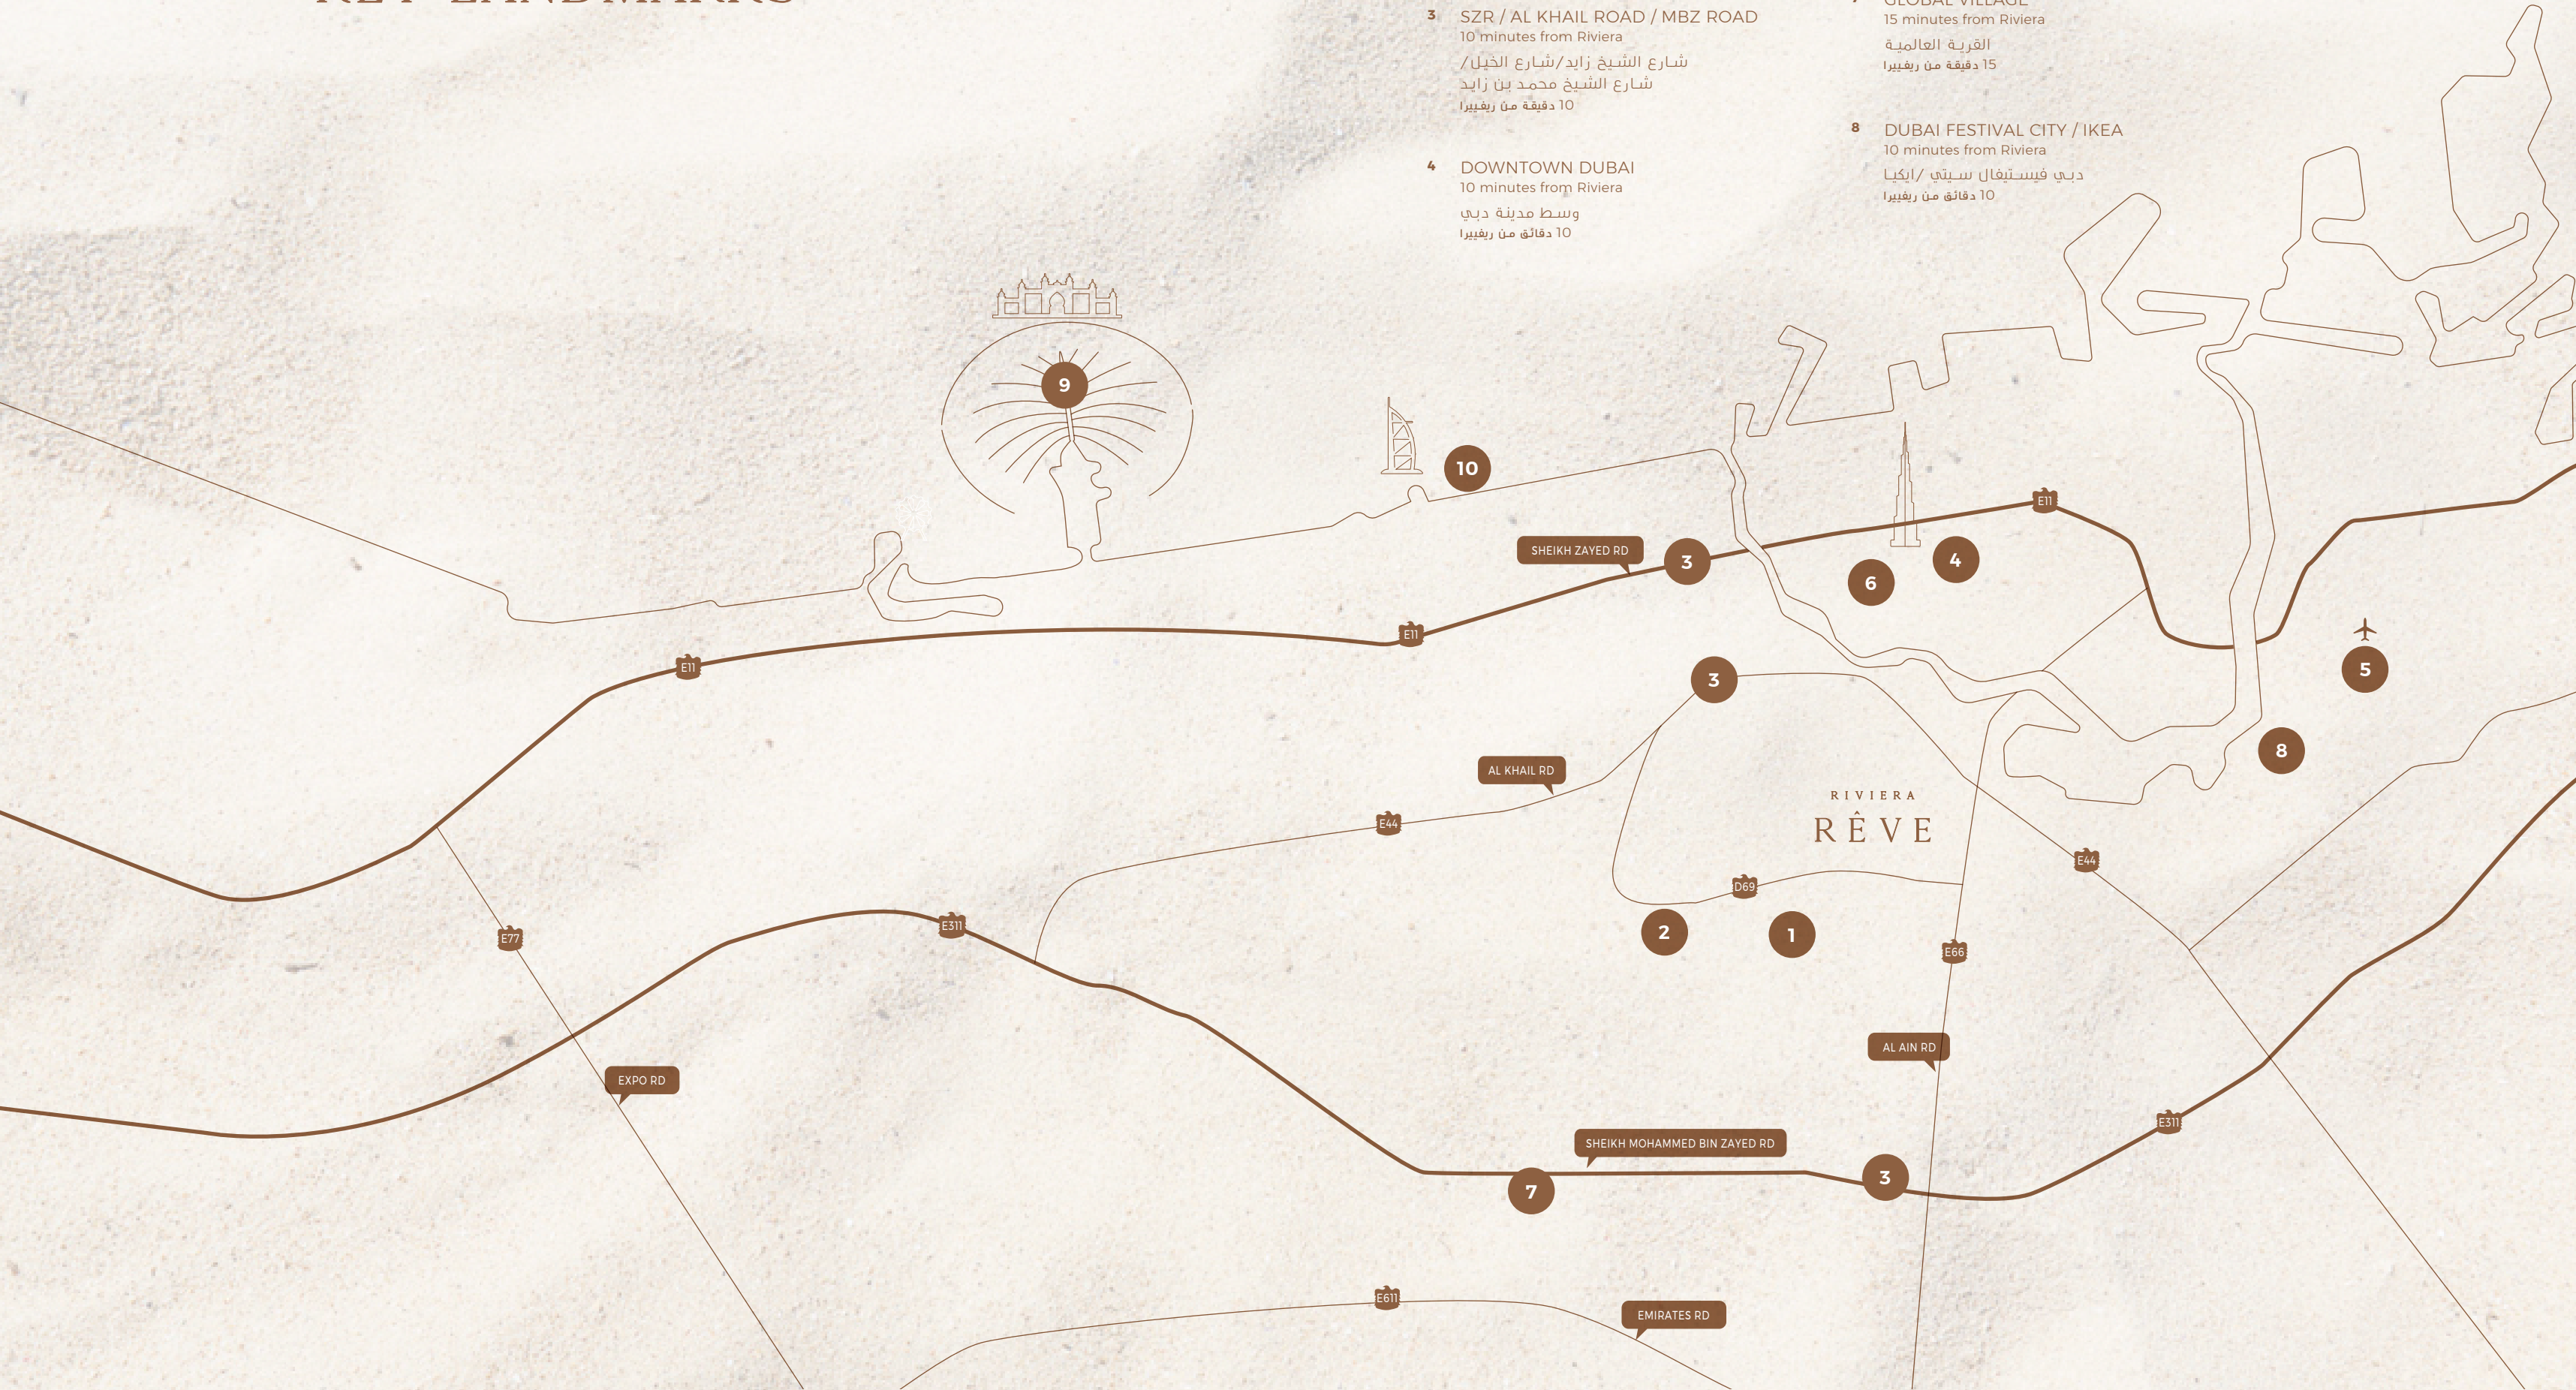 KEY LANDMARKS
3 SZR / AL KHAIL ROAD / MBZ ROAD
10 minutes from Riviera
شارع الشيخ زايد/شارع الخيل/
شارع الشيخ محمد بن زايد
10 دقيقة من ريفييرا
4 DOWNTOWN DUBAI
10 minutes from Riviera
وسط مدينة دبي
10 دقائق من ريفييرا
7 GLOBAL VILLAGE
15 minutes from Riviera
القرية العالمية
15 دقيقة من ريفييرا
8 DUBAI FESTIVAL CITY / IKEA
10 minutes from Riviera
دبي فيستيفال سيتي /ايكيا
10 دقائق من ريفييرا
9
10
E11
SHEIKH ZAYED RD
3
4
6
E11
5
E11
3
8
AL KHAIL RD
RIVIERA
RÊVE
E44
E44
D69
E311
2
1
E77
E66
AL AIN RD
EXPO RD
E311
SHEIKH MOHAMMED BIN ZAYED RD
3
7
E611
EMIRATES RD